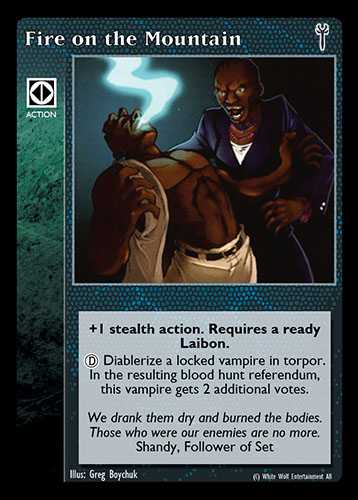 Fire on the Mountain
ACTION
+1 stealth action. Requires a ready
Laibon.
Ⓓ Diablerize a locked vampire in torpor.
In the resulting blood hunt referendum,
this vampire gets 2 additional votes.
We drank them dry and burned the bodies.
Those who were our enemies are no more.
Shandy, Follower of Set
Illus: Greg Boychuk
(C) White Wolf Entertainment AB